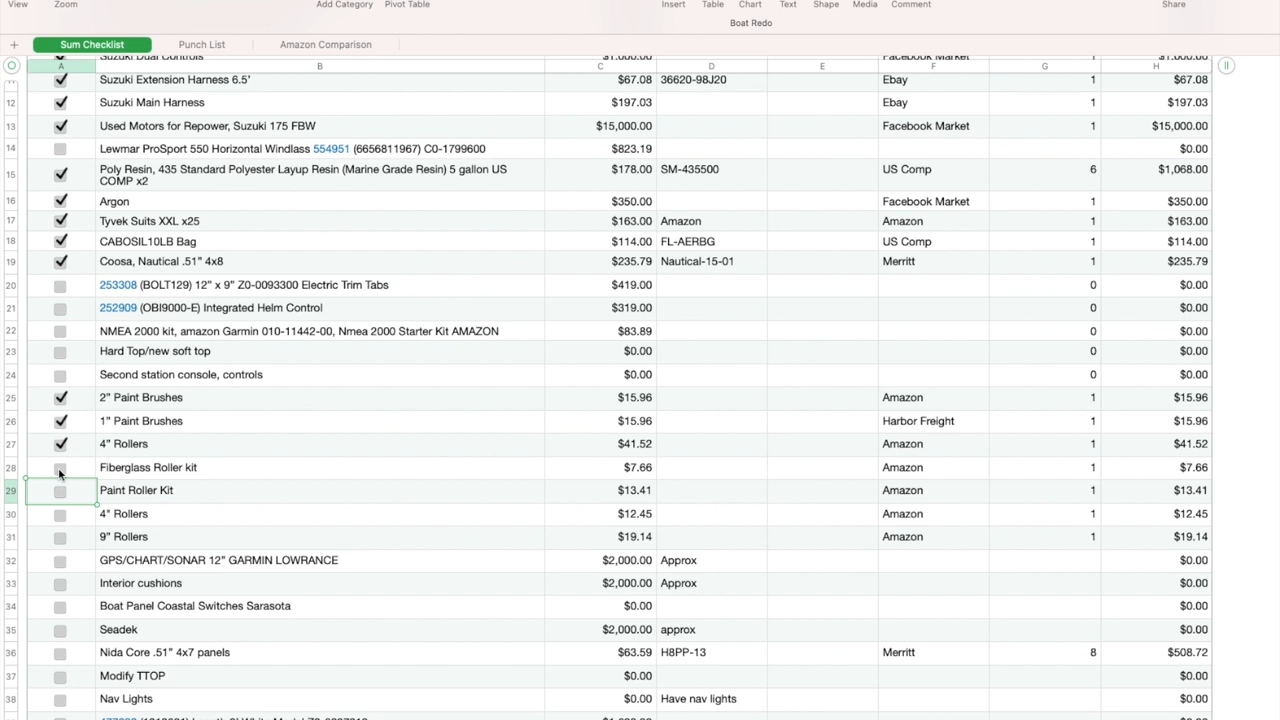 View Zoom Add Category Pivot Table Insert Table Chart Text Shape Media Comment Share
Boat Redo
+ Sum Checklist Punch List Amazon Comparison
Suzuki Dual Controls $1,000.00 Facebook Market 1 $1,000.00
A B C D E F G H
11 Suzuki Extension Harness 6.5' $67.08 36620-98J20 Ebay 1 $67.08
12 Suzuki Main Harness $197.03 Ebay 1 $197.03
13 Used Motors for Repower, Suzuki 175 FBW $15,000.00 Facebook Market 1 $15,000.00
14 Lewmar ProSport 550 Horizontal Windlass 554951 (6656811967) C0-1799600 $823.19 $0.00
15 Poly Resin, 435 Standard Polyester Layup Resin (Marine Grade Resin) 5 gallon US $178.00 SM-435500 US Comp 6 $1,068.00
COMP x2
16 Argon $350.00 Facebook Market 1 $350.00
17 Tyvek Suits XXL x25 $163.00 Amazon Amazon 1 $163.00
18 CABOSIL10LB Bag $114.00 FL-AERBG US Comp 1 $114.00
19 Coosa, Nautical .51" 4x8 $235.79 Nautical-15-01 Merritt 1 $235.79
20 253308 (BOLT129) 12" x 9" Z0-0093300 Electric Trim Tabs $419.00 0 $0.00
21 252909 (OBI9000-E) Integrated Helm Control $319.00 0 $0.00
22 NMEA 2000 kit, amazon Garmin 010-11442-00, Nmea 2000 Starter Kit AMAZON $83.89 0 $0.00
23 Hard Top/new soft top $0.00 0 $0.00
24 Second station console, controls $0.00 0 $0.00
25 2" Paint Brushes $15.96 Amazon 1 $15.96
26 1" Paint Brushes $15.96 Harbor Freight 1 $15.96
27 4" Rollers $41.52 Amazon 1 $41.52
28 Fiberglass Roller kit $7.66 Amazon 1 $7.66
29 Paint Roller Kit $13.41 Amazon 1 $13.41
30 4" Rollers $12.45 Amazon 1 $12.45
31 9" Rollers $19.14 Amazon 1 $19.14
32 GPS/CHART/SONAR 12" GARMIN LOWRANCE $2,000.00 Approx $0.00
33 Interior cushions $2,000.00 Approx $0.00
34 Boat Panel Coastal Switches Sarasota $0.00 $0.00
35 Seadek $2,000.00 approx $0.00
36 Nida Core .51" 4x7 panels $63.59 H8PP-13 Merritt 8 $508.72
37 Modify TTOP $0.00 $0.00
38 Nav Lights $0.00 Have nav lights $0.00